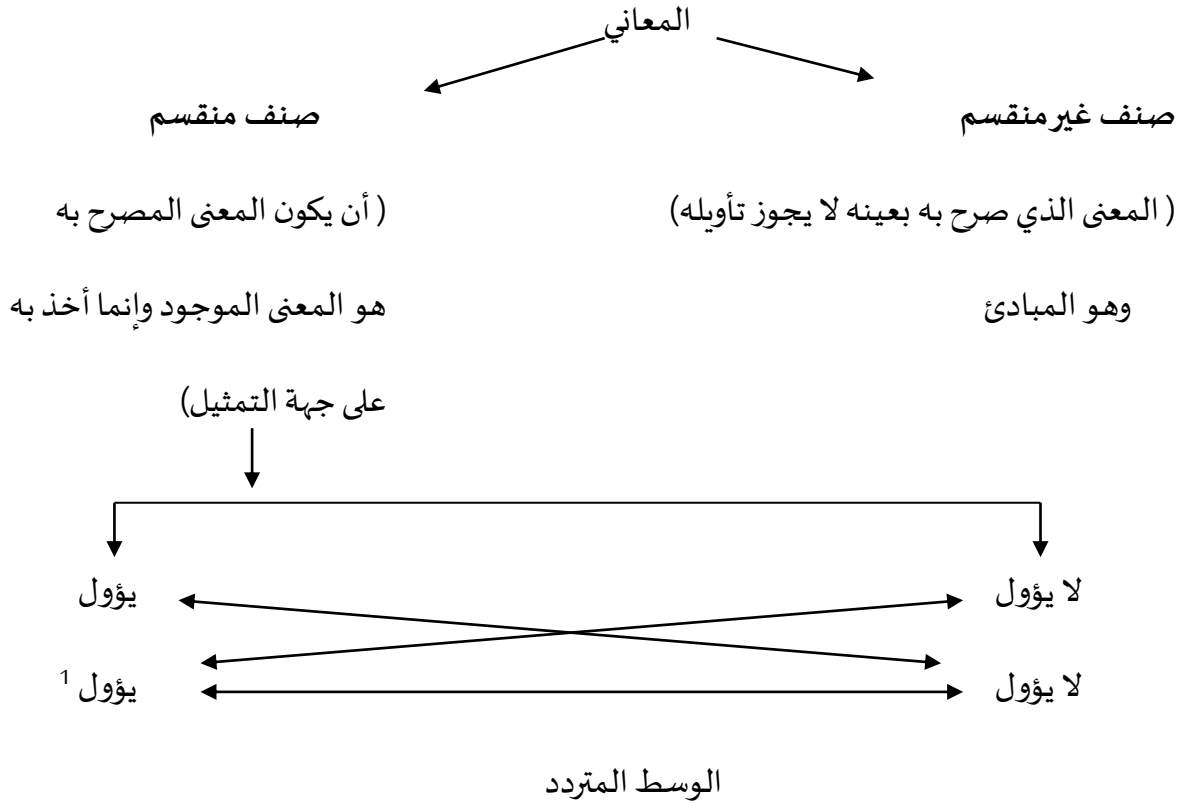 المعاني
صنف غير منقسم
صنف منقسم
( المعنى الذي صرح به بعينه لا يجوز تأويله)
( أن يكون المعنى المصرح به
وهو المبادئ
هو المعنى الموجود وإنما أخذ به
على جهة التمثيل)
لا يؤول
يؤول
لا يؤول
يؤول 1
الوسط المتردد